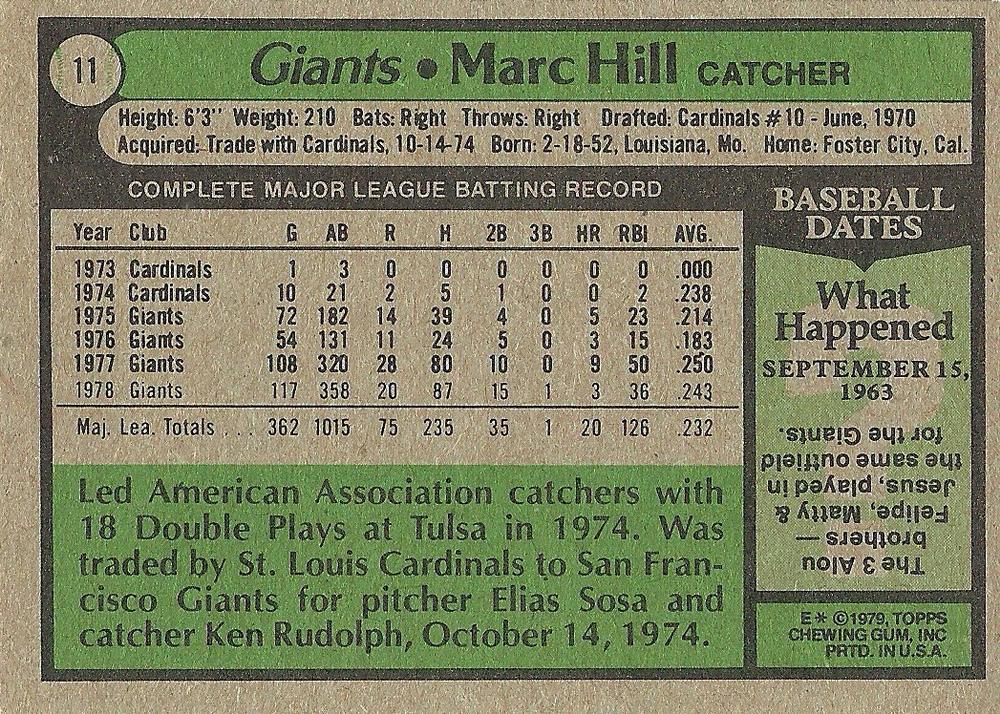 11
Giants • Marc Hill CATCHER
Height: 6'3" Weight: 210 Bats: Right Throws: Right Drafted: Cardinals #10 - June, 1970
Acquired: Trade with Cardinals, 10-14-74 Born: 2-18-52, Louisiana, Mo. Home: Foster City, Cal.
COMPLETE MAJOR LEAGUE BATTING RECORD
Year Club G AB R H 2B 3B HR RBI AVG.
1973 Cardinals 1 3 0 0 0 0 0 0 .000
1974 Cardinals 10 21 2 5 1 0 0 2 .238
1975 Giants 72 182 14 39 4 0 5 23 .214
1976 Giants 54 131 11 24 5 0 3 15 .183
1977 Giants 108 320 28 80 10 0 9 50 .250
1978 Giants 117 358 20 87 15 1 3 36 .243
Maj. Lea. Totals . . . 362 1015 75 235 35 1 20 126 .232
Led American Association catchers with
18 Double Plays at Tulsa in 1974. Was
traded by St. Louis Cardinals to San Fran-
cisco Giants for pitcher Elias Sosa and
catcher Ken Rudolph, October 14, 1974.
BASEBALL
DATES
What
Happened
SEPTEMBER 15,
1963
The 3 Alou
brothers —
Felipe, Matty &
Jesus, played in
the same outfield
for the Giants.
E* ©1979, TOPPS
CHEWING GUM, INC
PRTD. IN U.S.A.